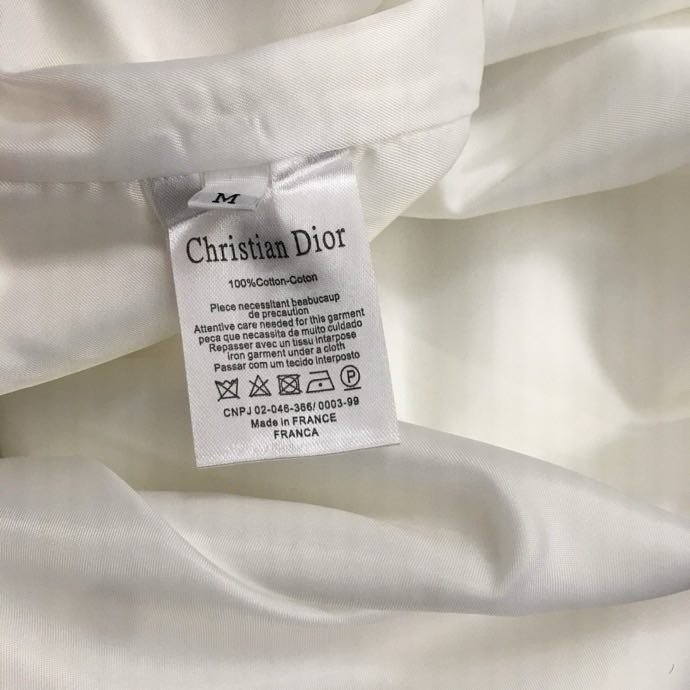 M
Christian Dior
100%Cotton-Coton
Piece necessitant beabucaup
de precaution
Attentive care needed for this garment
peca que necassita de muito cuidado
Repasser avec un tissu interpose
iron garment under a cloth
Passar com um tecido interposto
P
CNPJ 02-046-366/ 0003-99
Made in FRANCE
FRANCA